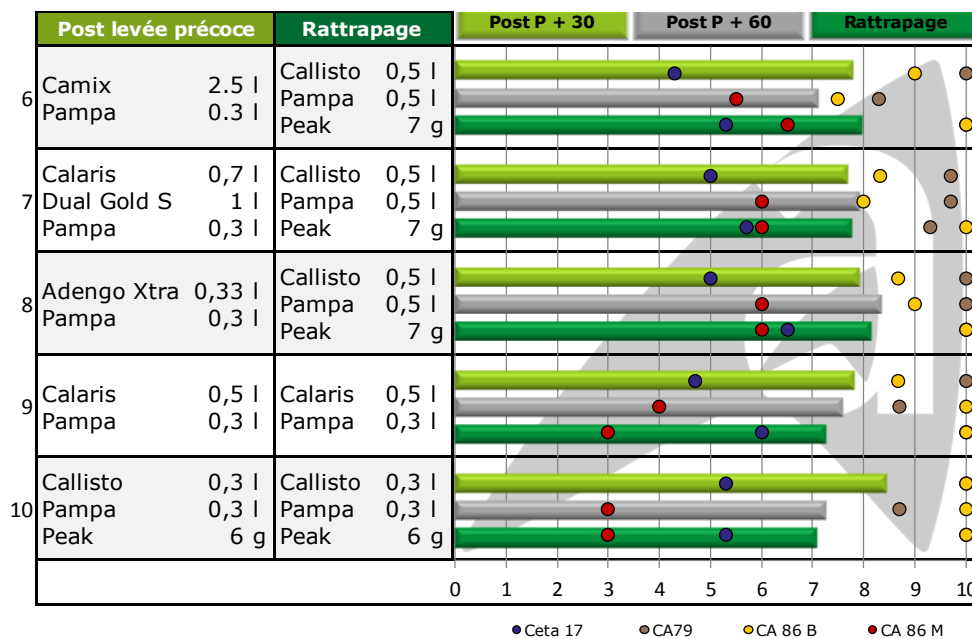 Post levée précoce Rattrapage Post P + 30 Post P + 60 Rattrapage
6
Camix 2.5 l
Pampa 0.3 l
Callisto 0,5 l
Pampa 0,5 l
Peak 7 g
7
Calaris 0,7 l
Dual Gold S 1 l
Pampa 0,3 l
Callisto 0,5 l
Pampa 0,5 l
Peak 7 g
8
Adengo Xtra 0,33 l
Pampa 0,3 l
Callisto 0,5 l
Pampa 0,5 l
Peak 7 g
9
Calaris 0,5 l
Pampa 0,3 l
Calaris 0,5 l
Pampa 0,3 l
10
Callisto 0,3 l
Pampa 0,3 l
Peak 6 g
Callisto 0,3 l
Pampa 0,3 l
Peak 6 g
0 1 2 3 4 5 6 7 8 9 10
Ceta 17 CA79 CA 86 B CA 86 M